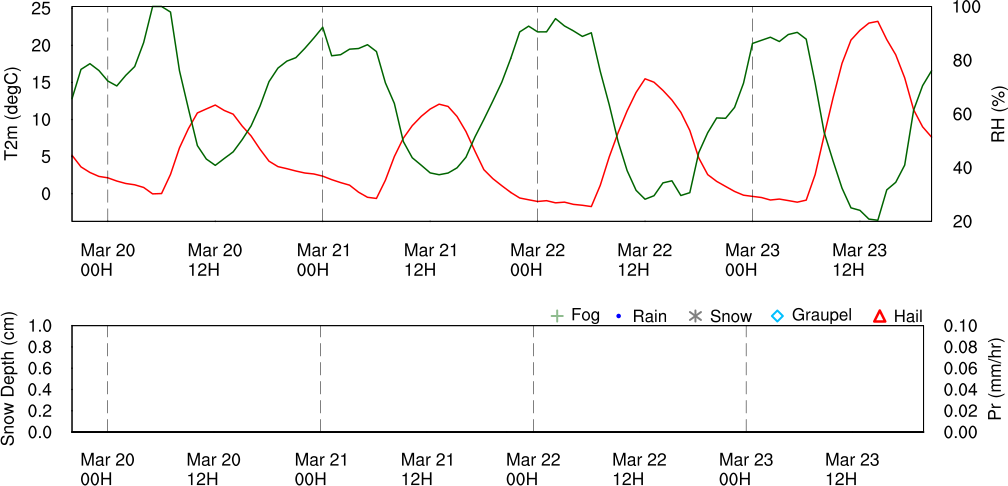 25
20
15
10
5
0
T2m (degC)
100
80
60
40
20
RH (%)
Mar 20 Mar 20 Mar 21 Mar 21 Mar 22 Mar 22 Mar 23 Mar 23
00H 12H 00H 12H 00H 12H 00H 12H
Fog Rain Snow Graupel Hail
1.0
0.8
0.6
0.4
0.2
0.0
Snow Depth (cm)
0.10
0.08
0.06
0.04
0.02
0.00
Pr (mm/hr)
Mar 20 Mar 20 Mar 21 Mar 21 Mar 22 Mar 22 Mar 23 Mar 23
00H 12H 00H 12H 00H 12H 00H 12H